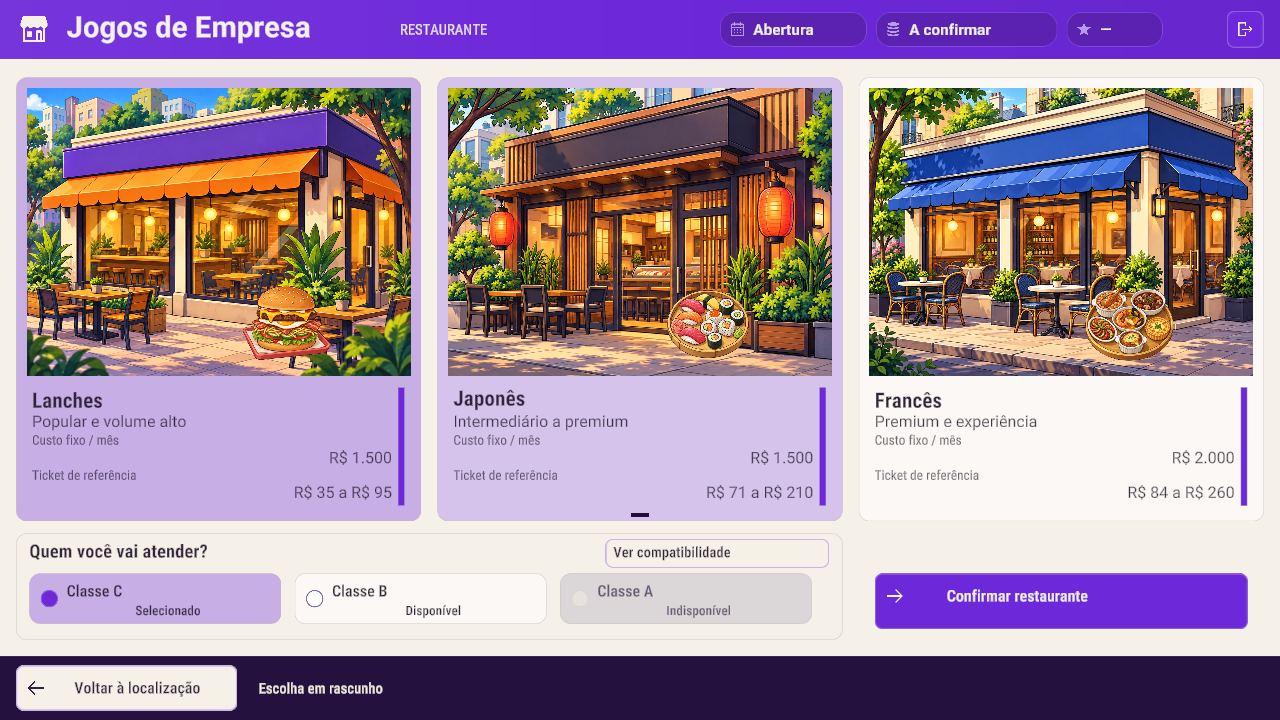 Jogos de Empresa
RESTAURANTE
Abertura
A confirmar
—
Lanches
Popular e volume alto
Custo fixo / mês
R$ 1.500
Ticket de referência
R$ 35 a R$ 95
Japonês
Intermediário a premium
Custo fixo / mês
R$ 1.500
Ticket de referência
R$ 71 a R$ 210
Francês
Premium e experiência
Custo fixo / mês
R$ 2.000
Ticket de referência
R$ 84 a R$ 260
Quem você vai atender?
Ver compatibilidade
Classe C
Selecionado
Classe B
Disponível
Classe A
Indisponível
Confirmar restaurante
Voltar à localização
Escolha em rascunho